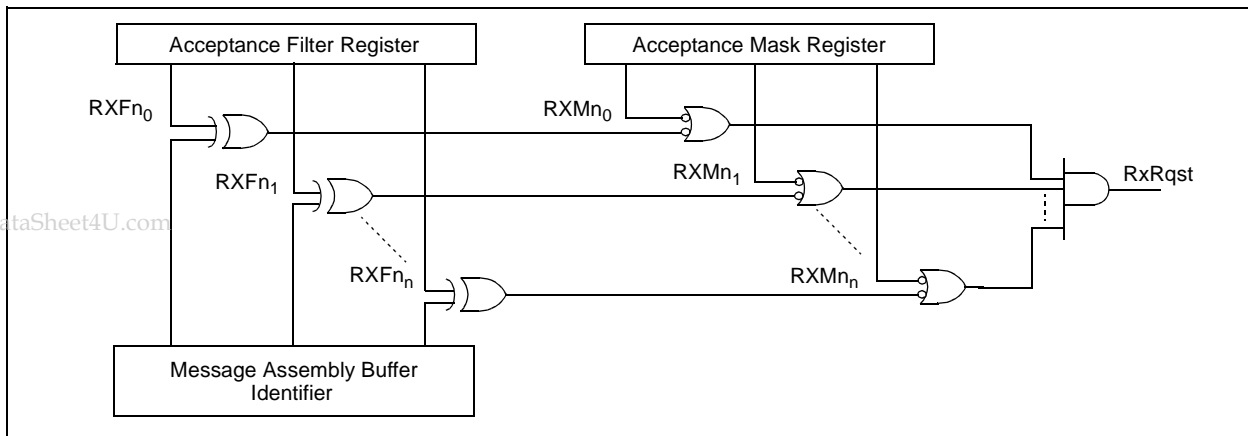 Acceptance Filter Register
Acceptance Mask Register
RXFn0
RXMn0
RXFn1
RXMn1
RxRqst
ataSheet4U.com
RXFnn
RXMnn
Message Assembly Buffer
Identifier